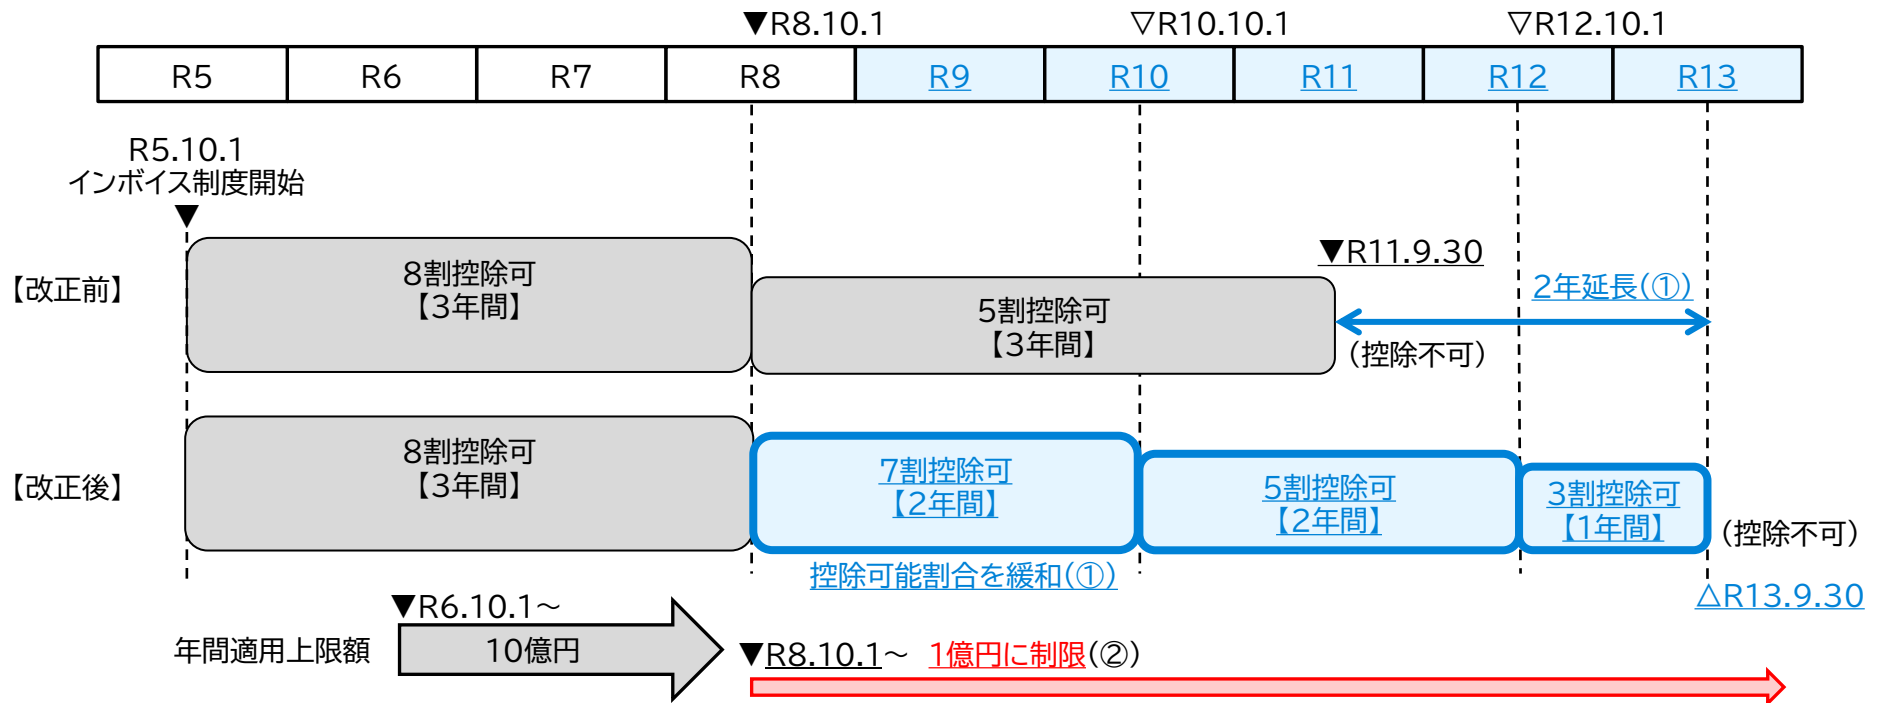 ▼R8.10.1
▽R10.10.1
▽R12.10.1
R5
R6
R7
R8
R9
R10
R11
R12
R13
R5.10.1
インボイス制度開始
▼
【改正前】
8割控除可
【3年間】
5割控除可
【3年間】
▼R11.9.30
2年延長(①)
(控除不可)
【改正後】
8割控除可
【3年間】
7割控除可
【2年間】
5割控除可
【2年間】
3割控除可
【1年間】
(控除不可)
控除可能割合を緩和(①)
△R13.9.30
▼R6.10.1～
年間適用上限額
10億円
▼R8.10.1～ 1億円に制限(②)